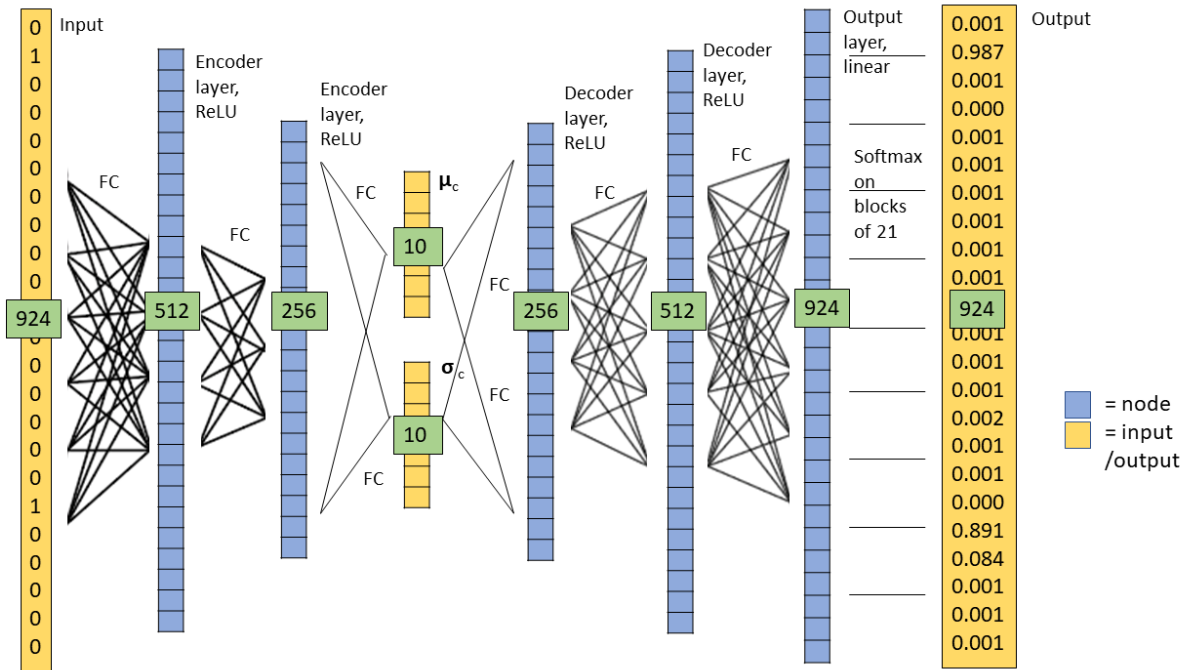 Input
0
1
0
0
0
0
0
0
0
0
924
0
0
0
0
0
0
1
0
0
0
0
0
FC
Encoder
layer,
ReLU
512
FC
Encoder
layer,
ReLU
256
FC
FC
μc
10
σc
10
FC
FC
Decoder
layer,
ReLU
256
FC
Decoder
layer,
ReLU
512
FC
Output
layer,
linear
924
Softmax
on
blocks
of 21
Output
0.001
0.987
0.001
0.000
0.001
0.001
0.001
0.001
0.001
0.001
924
0.001
0.001
0.001
0.002
0.001
0.001
0.000
0.891
0.084
0.001
0.001
0.001
= node
= input
/output